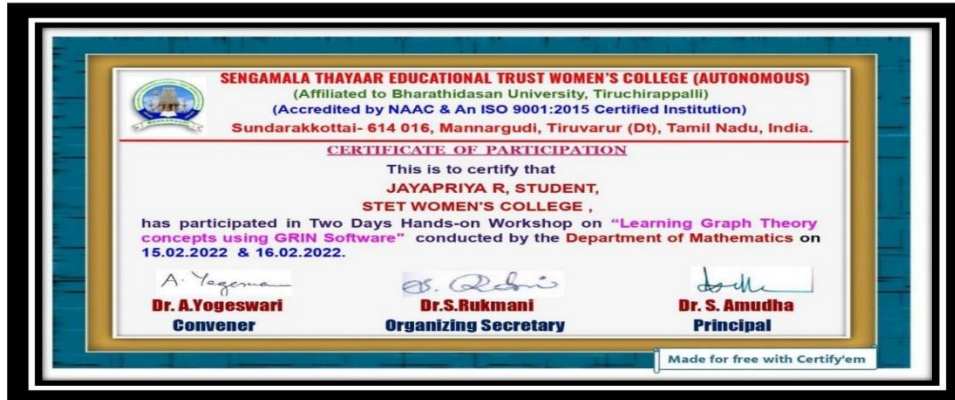 SENGAMALA THAYAAR EDUCATIONAL TRUST WOMEN'S COLLEGE (AUTONOMOUS)
(Affiliated to Bharathidasan University, Tiruchirappalli)
(Accredited by NAAC & An ISO 9001:2015 Certified Institution)
Sundarakkottai- 614 016, Mannargudi, Tiruvarur (Dt), Tamil Nadu, India.
CERTIFICATE OF PARTICIPATION
This is to certify that
JAYAPRIYA R, STUDENT,
STET WOMEN'S COLLEGE ,
has participated in Two Days Hands-on Workshop on "Learning Graph Theory
concepts using GRIN Software" conducted by the Department of Mathematics on
15.02.2022 & 16.02.2022.
Dr. A.Yogeswari
Convener
Dr.S.Rukmani
Organizing Secretary
Dr. S. Amudha
Principal
Made for free with Certify'em